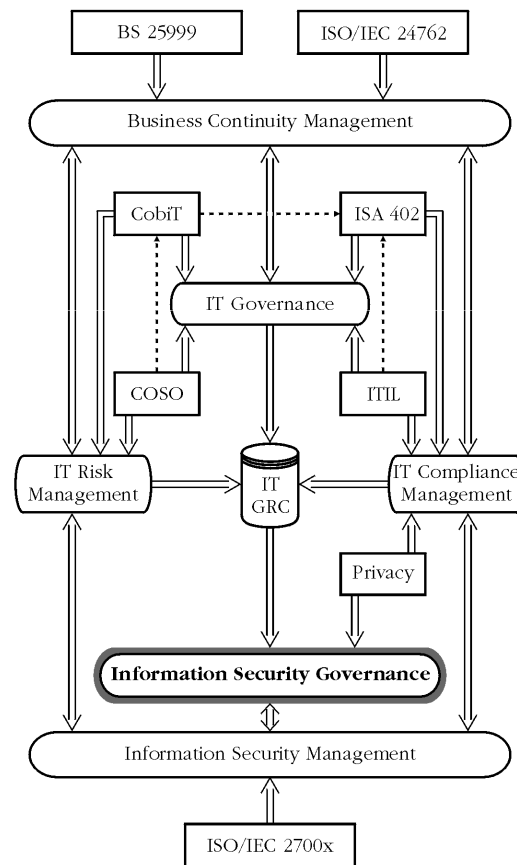 BS 25999
ISO/IEC 24762
Business Continuity Management
CobiT
ISA 402
IT Governance
COSO
ITIL
IT Risk
Management
IT
GRC
IT Compliance
Management
Privacy
Information Security Governance
Information Security Management
ISO/IEC 2700x